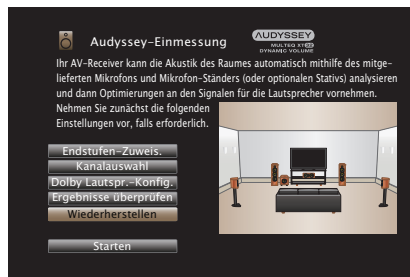 Audyssey-Einmessung
AUDYSSEY
MULTEQ XT32
DYNAMIC VOLUME
Ihr AV-Receiver kann die Akustik des Raumes automatisch mithilfe des mitge-
lieferten Mikrofons und Mikrofon-Ständers (oder optionalen Stativs) analysieren
und dann Optimierungen an den Signalen für die Lautsprecher vornehmen.
Nehmen Sie zunächst die folgenden
Einstellungen vor, falls erforderlich.
Endstufen-Zuweis.
Kanalauswahl
Dolby Lautspr.-Konfig.
Ergebnisse überprüfen
Wiederherstellen
Starten